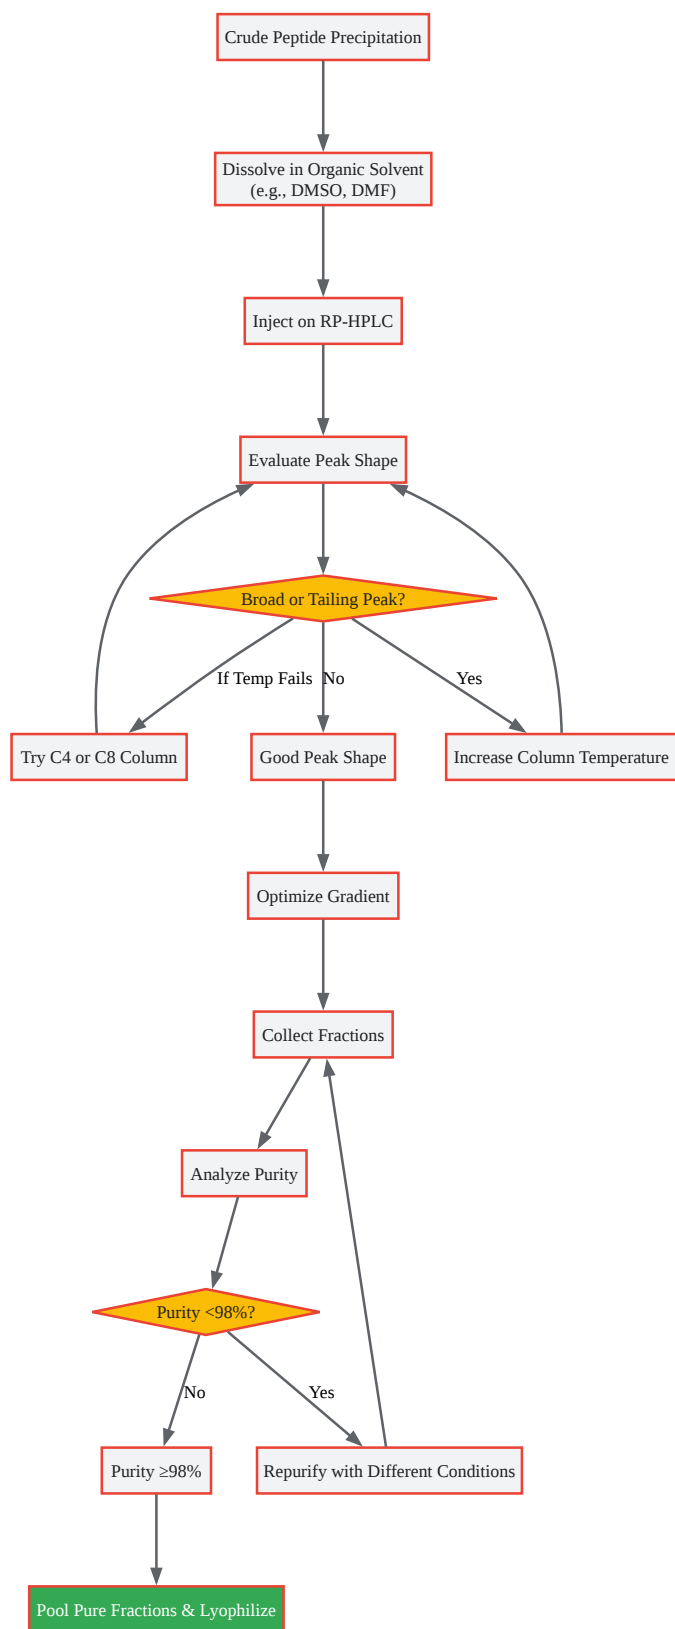 Crude Peptide Precipitation
Dissolve in Organic Solvent
(e.g., DMSO, DMF)
Inject on RP-HPLC
Evaluate Peak Shape
Broad or Tailing Peak?
If Temp Fails
No
Yes
Try C4 or C8 Column
Good Peak Shape
Increase Column Temperature
Optimize Gradient
Collect Fractions
Analyze Purity
Purity <98%?
No
Yes
Purity ≥98%
Repurify with Different Conditions
Pool Pure Fractions & Lyophilize